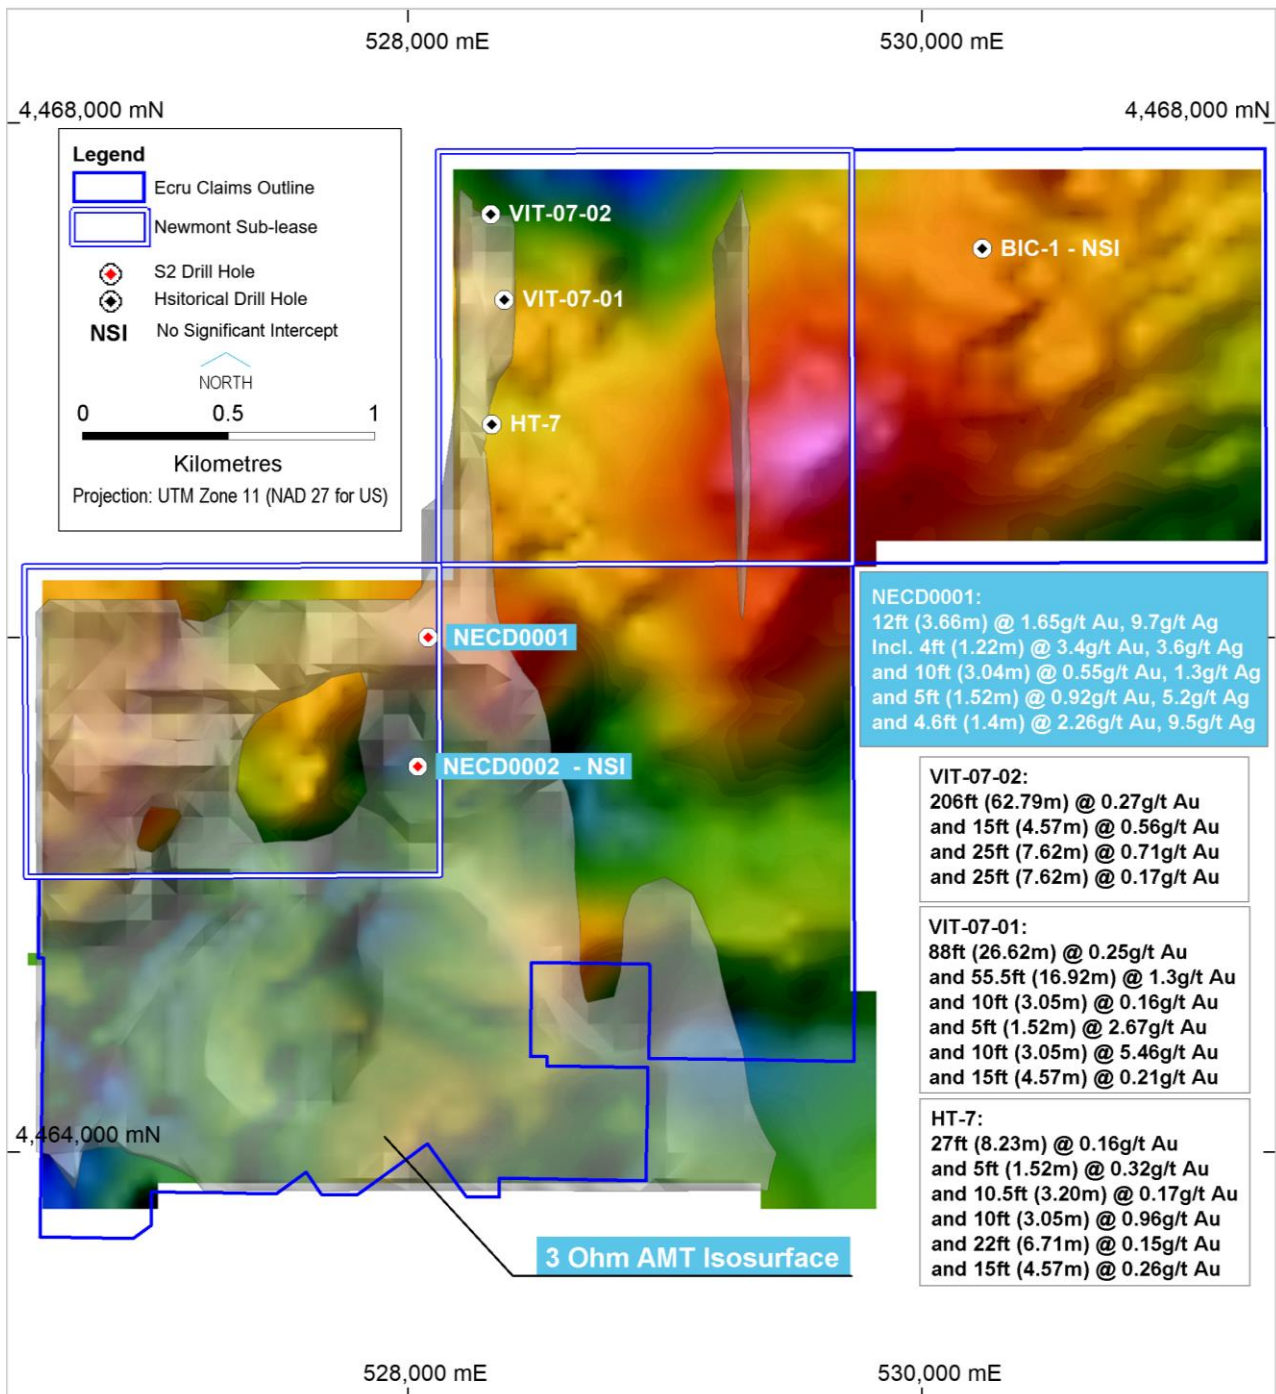 528,000 mE
530,000 mE
4,468,000 mN
4,468,000 mN
Legend
Ecru Claims Outline
Newmont Sub-lease
S2 Drill Hole
Hsitorical Drill Hole
NSI No Significant Intercept
NORTH
0 0.5 1
Kilometres
Projection: UTM Zone 11 (NAD 27 for US)
VIT-07-02
BIC-1 - NSI
VIT-07-01
HT-7
NECD0001
NECD0002 - NSI
NECD0001:
12ft (3.66m) @ 1.65g/t Au, 9.7g/t Ag
Incl. 4ft (1.22m) @ 3.4g/t Au, 3.6g/t Ag
and 10ft (3.04m) @ 0.55g/t Au, 1.3g/t Ag
and 5ft (1.52m) @ 0.92g/t Au, 5.2g/t Ag
and 4.6ft (1.4m) @ 2.26g/t Au, 9.5g/t Ag
VIT-07-02:
206ft (62.79m) @ 0.27g/t Au
and 15ft (4.57m) @ 0.56g/t Au
and 25ft (7.62m) @ 0.71g/t Au
and 25ft (7.62m) @ 0.17g/t Au
VIT-07-01:
88ft (26.62m) @ 0.25g/t Au
and 55.5ft (16.92m) @ 1.3g/t Au
and 10ft (3.05m) @ 0.16g/t Au
and 5ft (1.52m) @ 2.67g/t Au
and 10ft (3.05m) @ 5.46g/t Au
and 15ft (4.57m) @ 0.21g/t Au
HT-7:
27ft (8.23m) @ 0.16g/t Au
and 5ft (1.52m) @ 0.32g/t Au
and 10.5ft (3.20m) @ 0.17g/t Au
and 10ft (3.05m) @ 0.96g/t Au
and 22ft (6.71m) @ 0.15g/t Au
and 15ft (4.57m) @ 0.26g/t Au
4,464,000 mN
3 Ohm AMT Isosurface
528,000 mE
530,000 mE